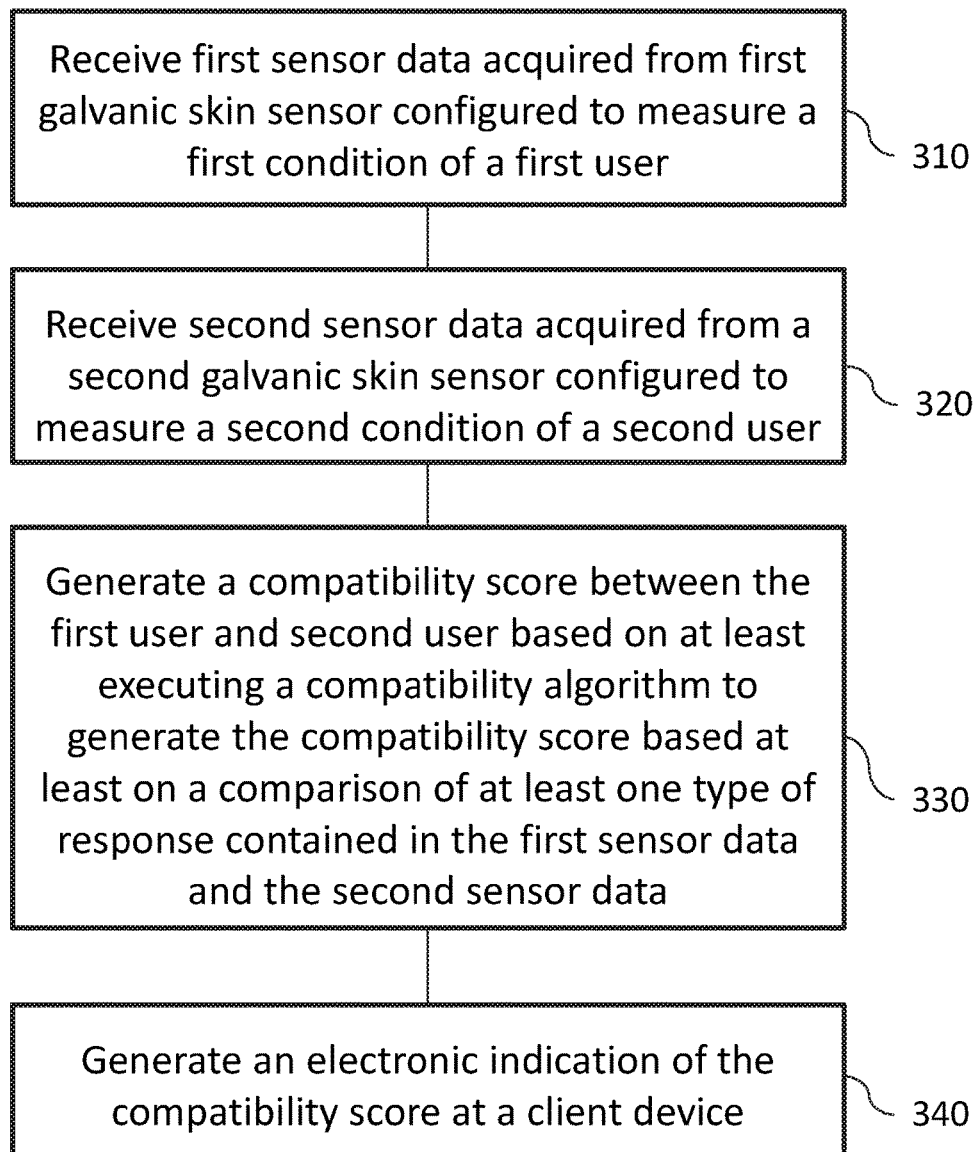 Receive first sensor data acquired from first
galvanic skin sensor configured to measure a
first condition of a first user
310
Receive second sensor data acquired from a
second galvanic skin sensor configured to
measure a second condition of a second user
320
Generate a compatibility score between the
first user and second user based on at least
executing a compatibility algorithm to
generate the compatibility score based at
least on a comparison of at least one type of
response contained in the first sensor data
and the second sensor data
330
Generate an electronic indication of the
compatibility score at a client device
340